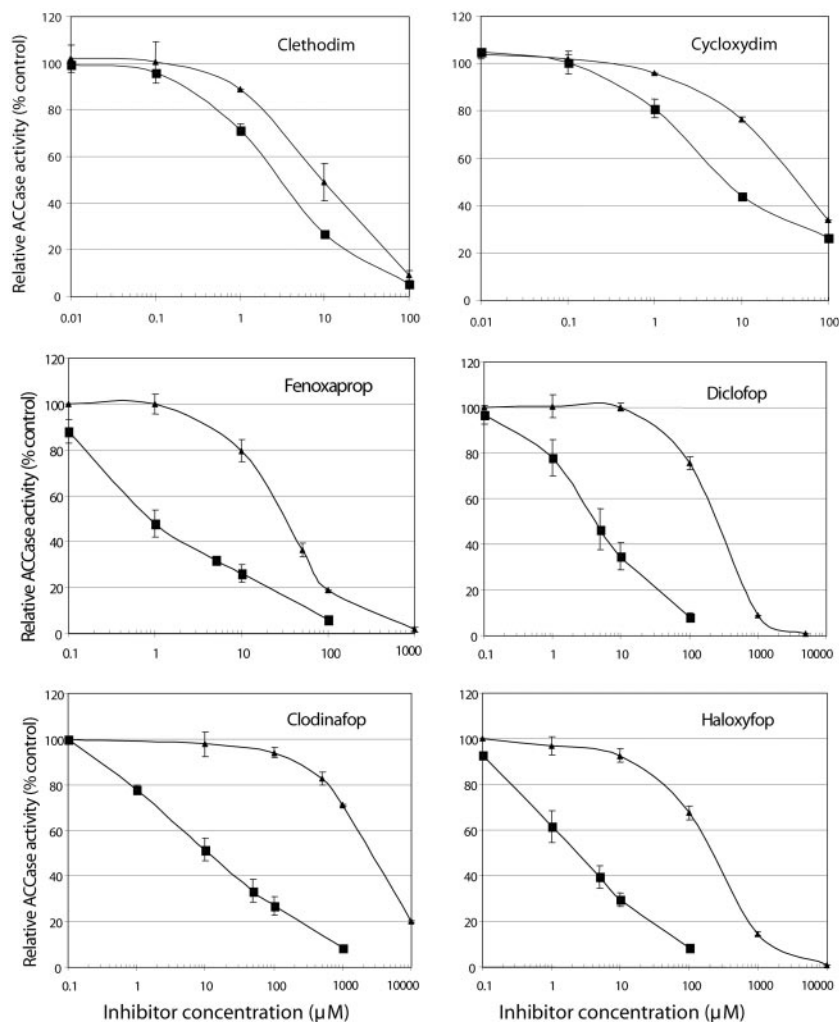 Clethodim
Relative ACCase activity (% control)
120
100
80
60
40
20
0
0.01 0.1 1 10 100
Cycloxydim
120
100
80
60
40
20
0
0.01 0.1 1 10 100
Fenoxaprop
Relative ACCase activity (% control)
120
100
80
60
40
20
0
0.1 1 10 100 1000
Diclofop
120
100
80
60
40
20
0
0.1 1 10 100 1000 10000
Clodinafop
Relative ACCase activity (% control)
120
100
80
60
40
20
0
0.1 1 10 100 1000 10000
Inhibitor concentration (µM)
Haloxyfop
120
100
80
60
40
20
0
0.1 1 10 100 1000 10000
Inhibitor concentration (µM)